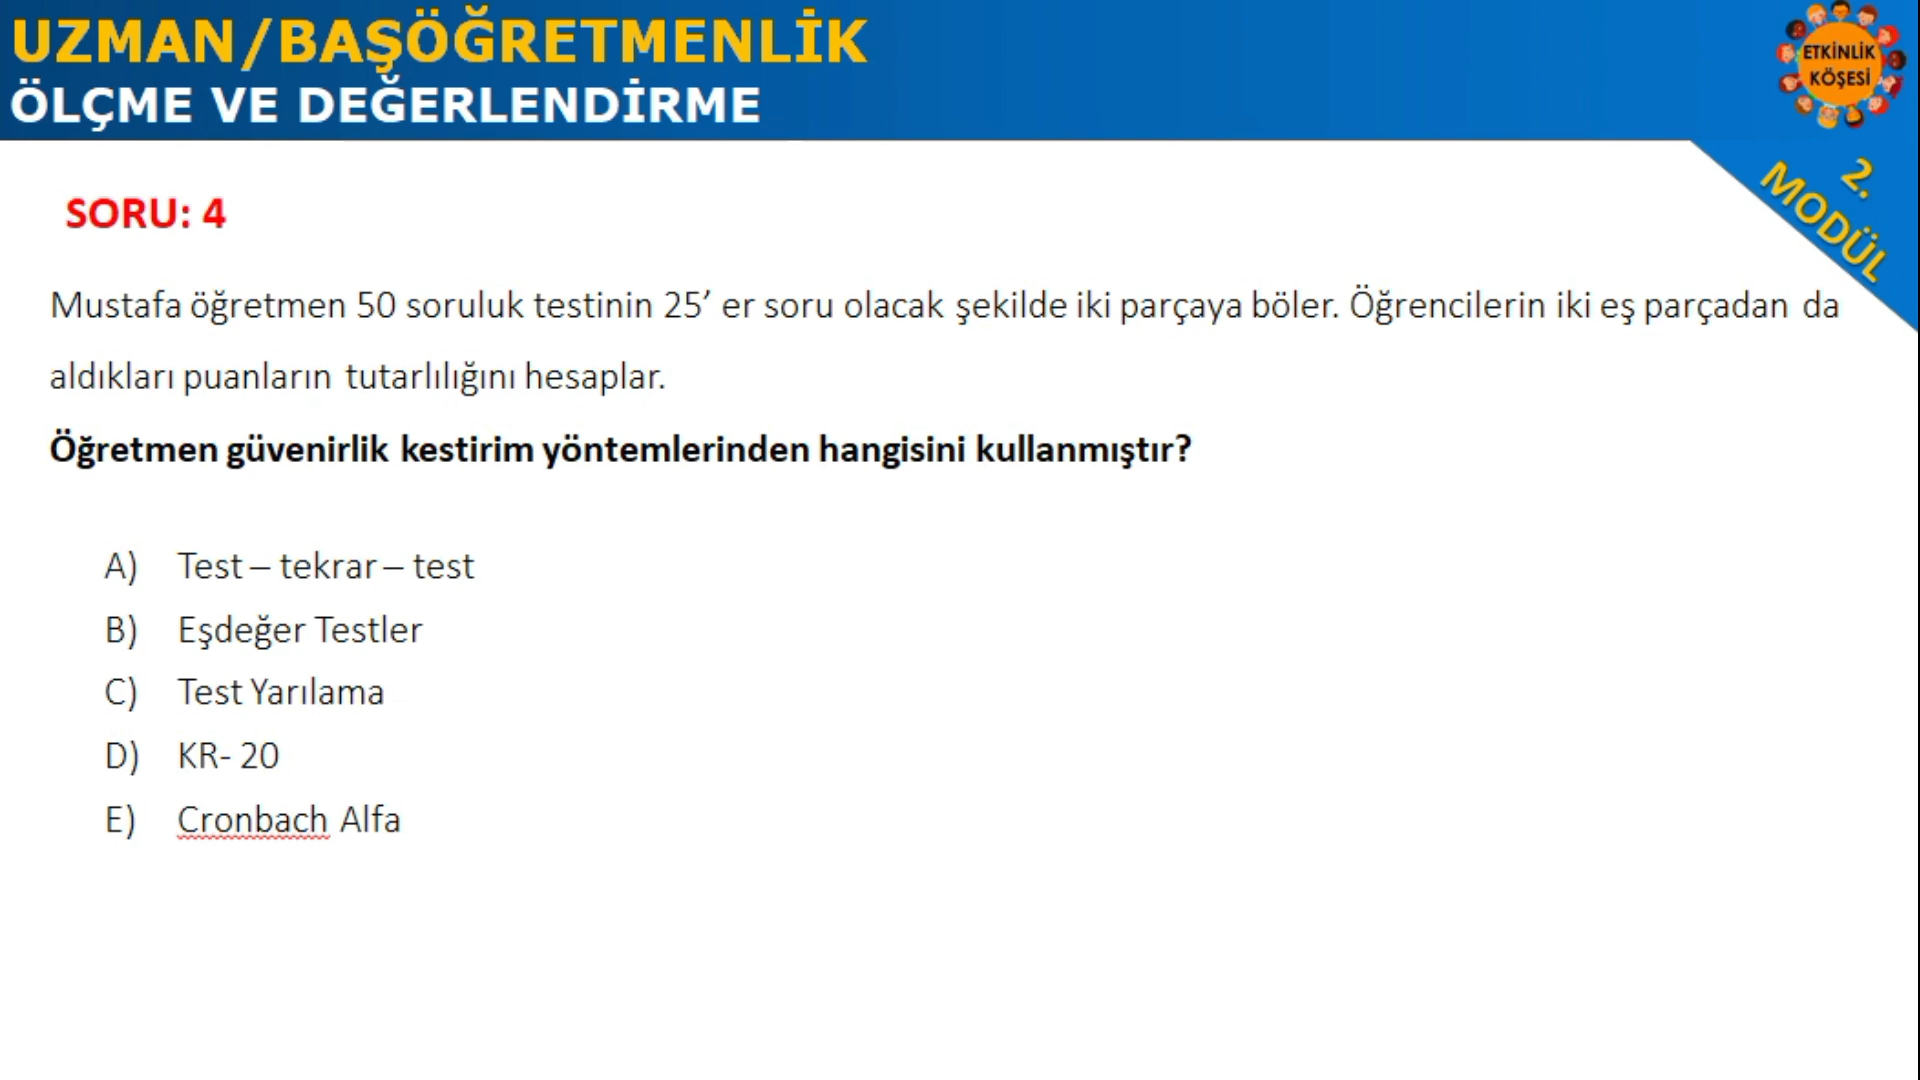 UZMAN/BAŞÖĞRETMENLİK
ÖLÇME VE DEĞERLENDİRME
ETKİNLİK
KÖŞESİ
2.
MODÜL
SORU: 4
Mustafa öğretmen 50 soruluk testinin 25’ er soru olacak şekilde iki parçaya böler. Öğrencilerin iki eş parçadan da
aldıkları puanların tutarlılığını hesaplar.
Öğretmen güvenirlik kestirim yöntemlerinden hangisini kullanmıştır?
A) Test – tekrar – test
B) Eşdeğer Testler
C) Test Yarılama
D) KR- 20
E) Cronbach Alfa